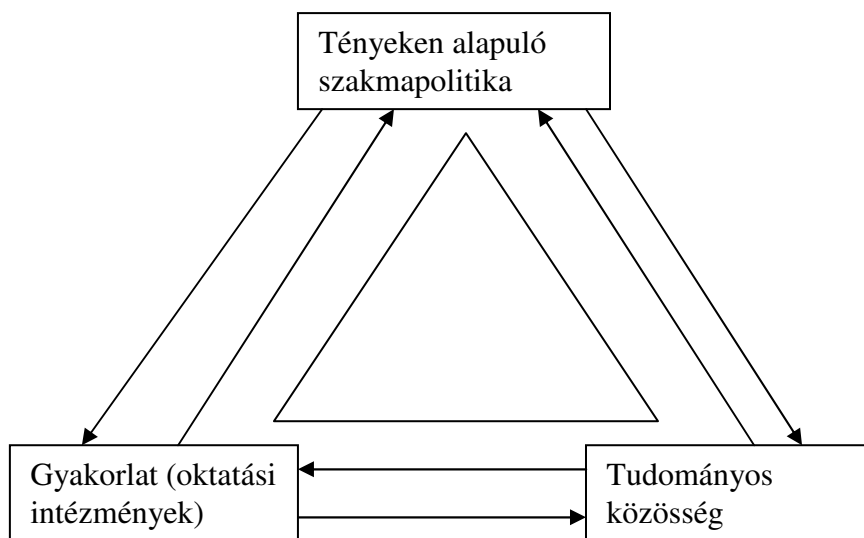 Tényeken alapuló
szakmapolitika
Gyakorlat (oktatási
intézmények)
Tudományos
közösség